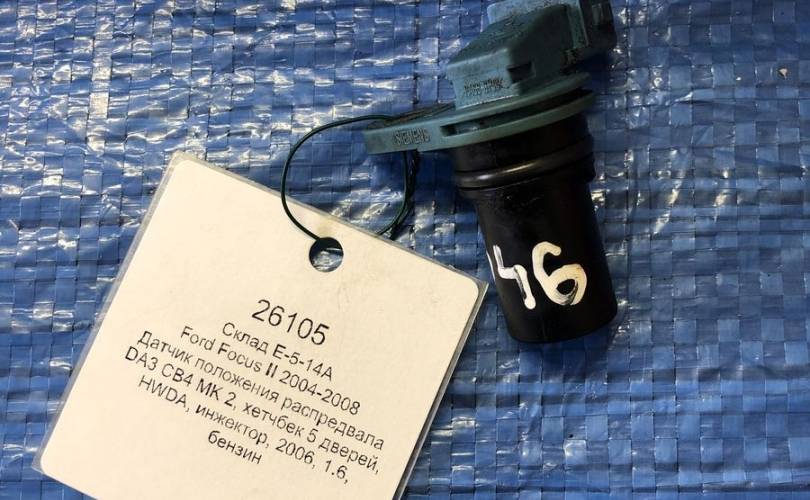 SIEMENS
46
26105
Склад E-5-14A
Ford Focus II 2004-2008
Датчик положения распредвала
DA3 CB4 MK 2, хетчбек 5 дверей,
HWDA, инжектор, 2006, 1.6,
бензин